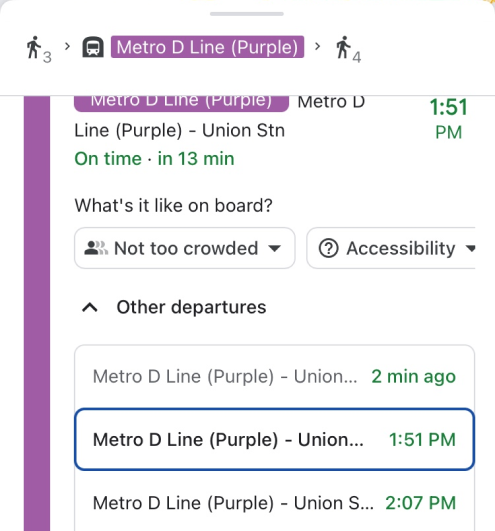 3 > Metro D Line (Purple) > 4
Metro D Line (Purple) Metro D 1:51
Line (Purple) - Union Stn PM
On time · in 13 min
What's it like on board?
Not too crowded Accessibility
Other departures
Metro D Line (Purple) - Union... 2 min ago
Metro D Line (Purple) - Union... 1:51 PM
Metro D Line (Purple) - Union S... 2:07 PM